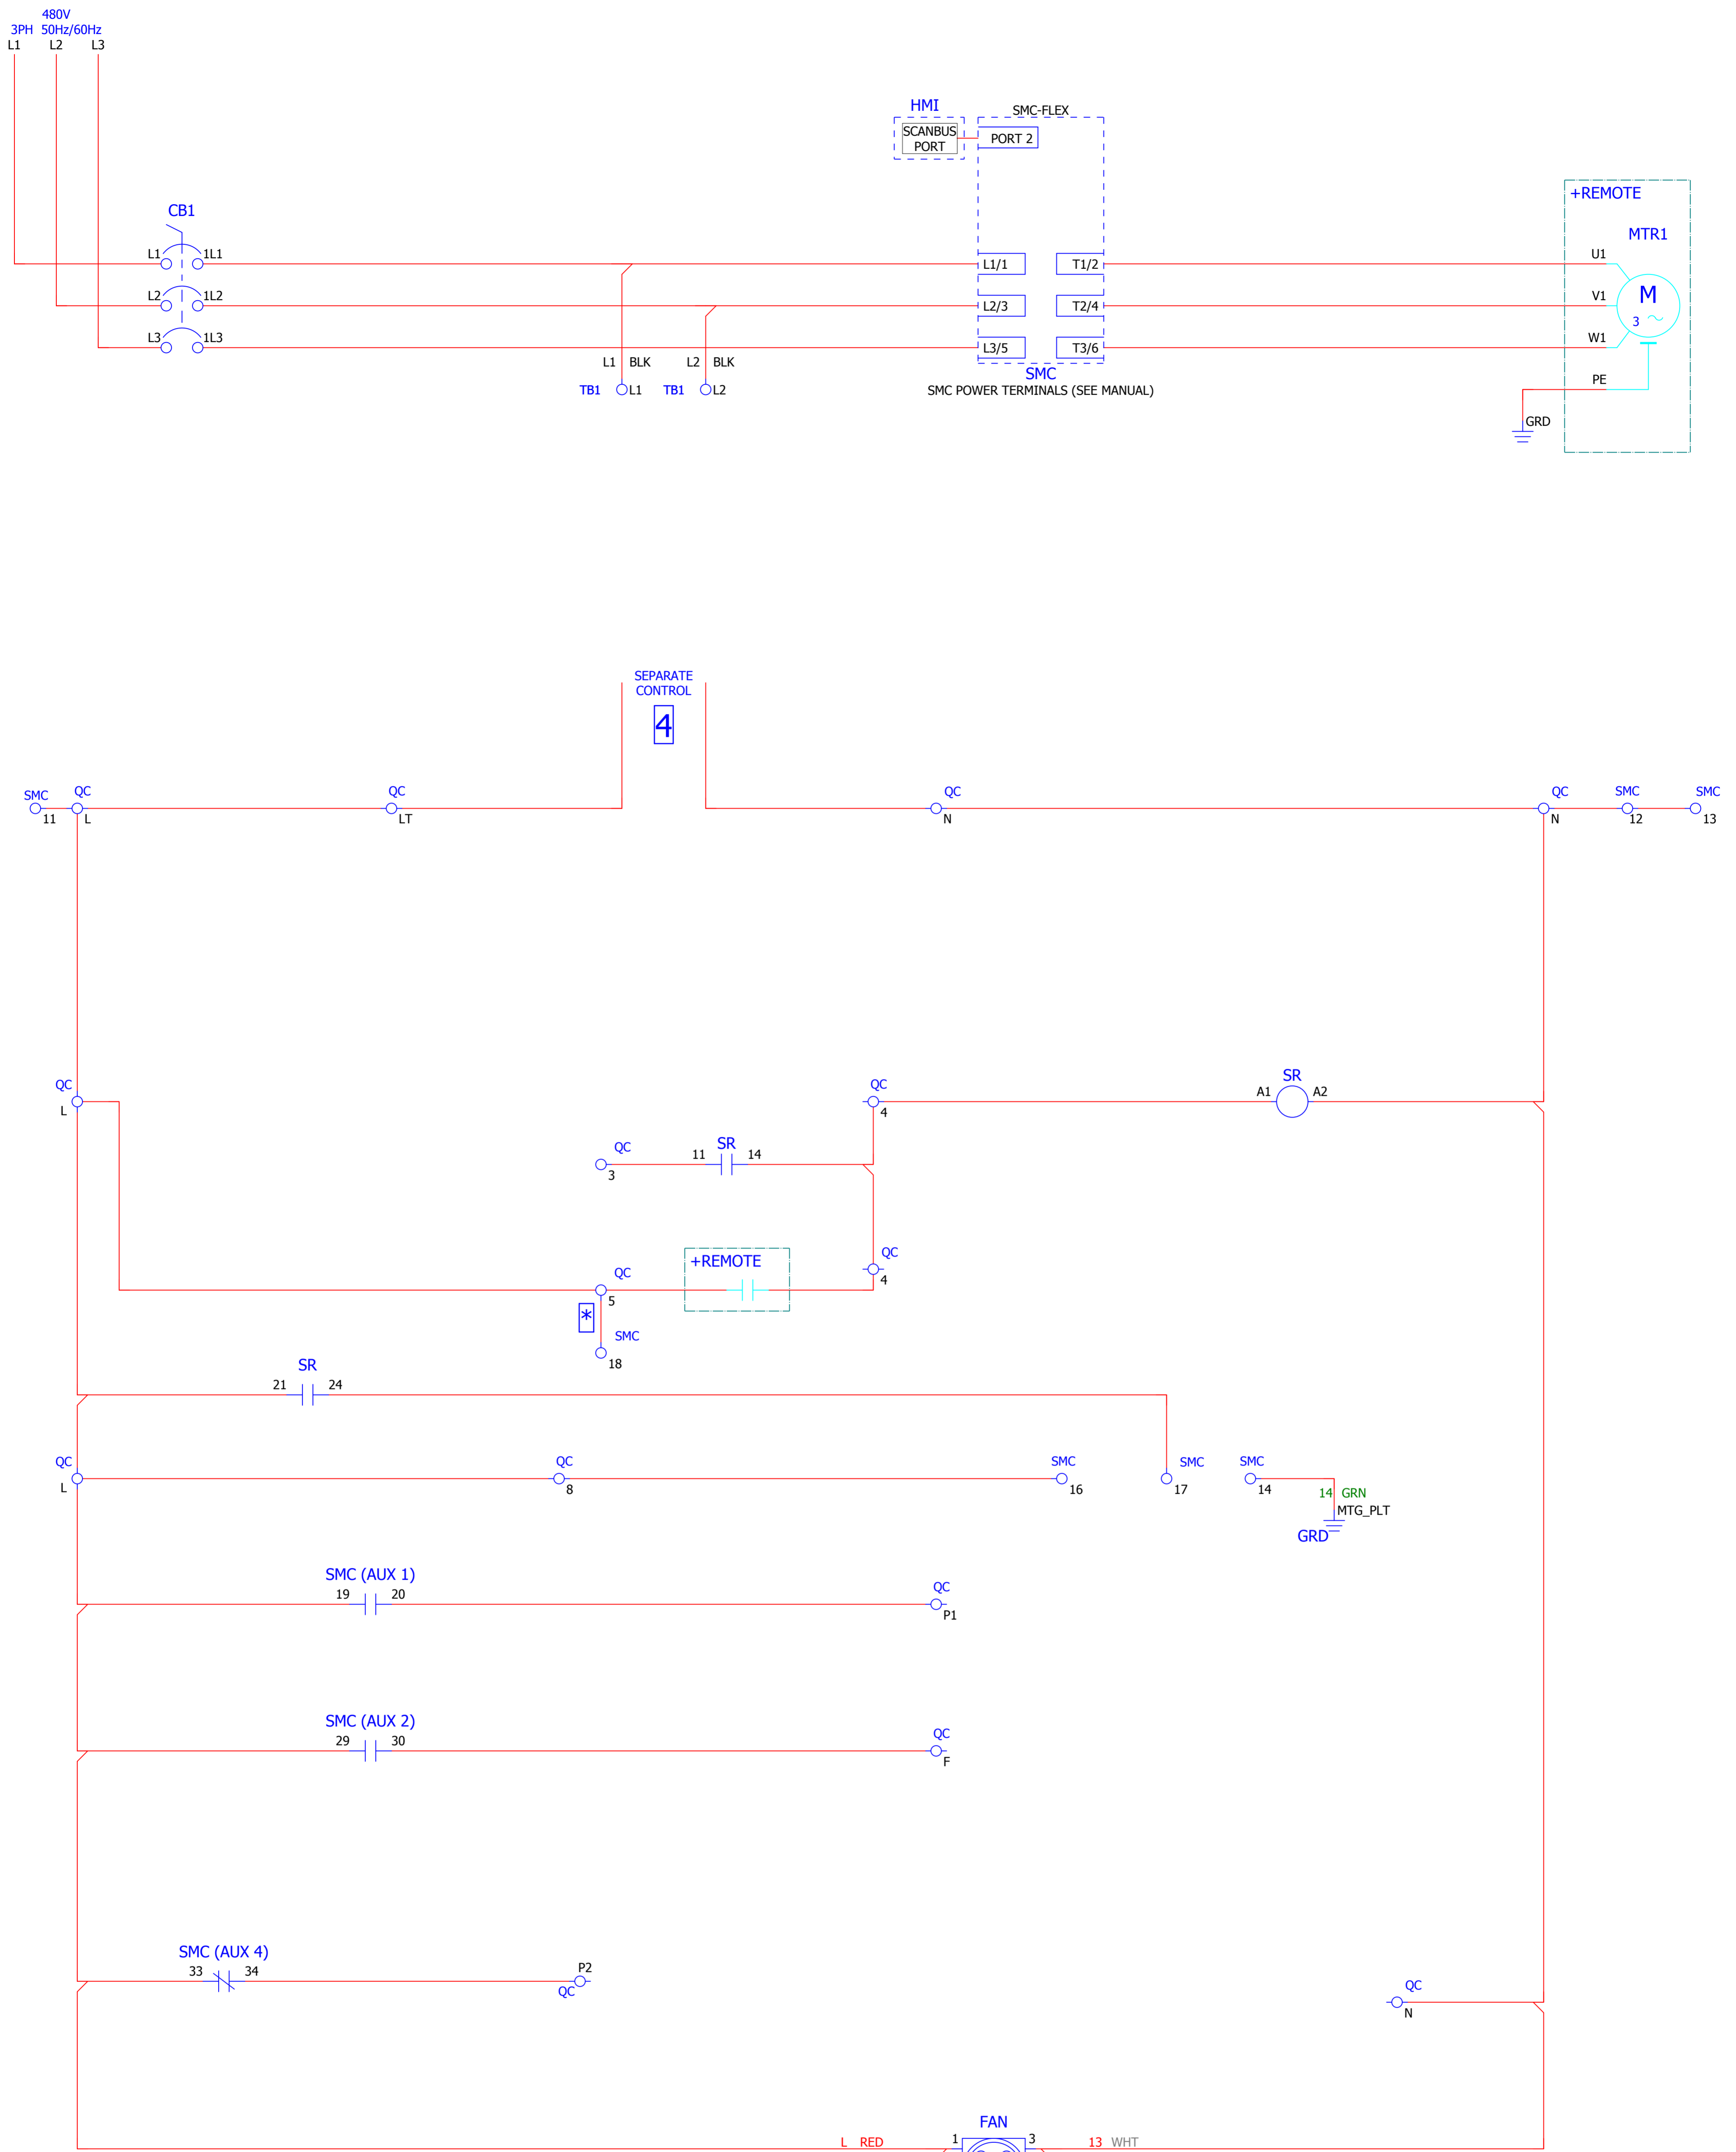 480V
3PH 50Hz/60Hz
L1 L2 L3
HMI
SCANBUS
PORT
SMC-FLEX
PORT 2
+REMOTE
MTR1
CB1
L1 1L1
L1/1 T1/2
U1
L2 1L2
L2/3 T2/4
V1
M
3
L3 1L3
L3/5 T3/6
W1
L1 BLK
L2 BLK
SMC
SMC POWER TERMINALS (SEE MANUAL)
TB1 L1
TB1 L2
PE
GRD
SEPARATE
CONTROL
4
SMC
11
QC
L
QC
LT
QC
N
QC
N
SMC
12
SMC
13
QC
L
QC
4
SR
A1 A2
QC
3
SR
11 14
QC
4
+REMOTE
QC
5
*
SMC
18
SR
21 24
QC
L
QC
8
SMC
16
SMC
17
SMC
14
14 GRN
MTG_PLT
GRD
SMC (AUX 1)
19 20
QC
P1
SMC (AUX 2)
29 30
QC
F
SMC (AUX 4)
33 34
P2
QC
QC
N
FAN
L RED
1 3
13 WHT